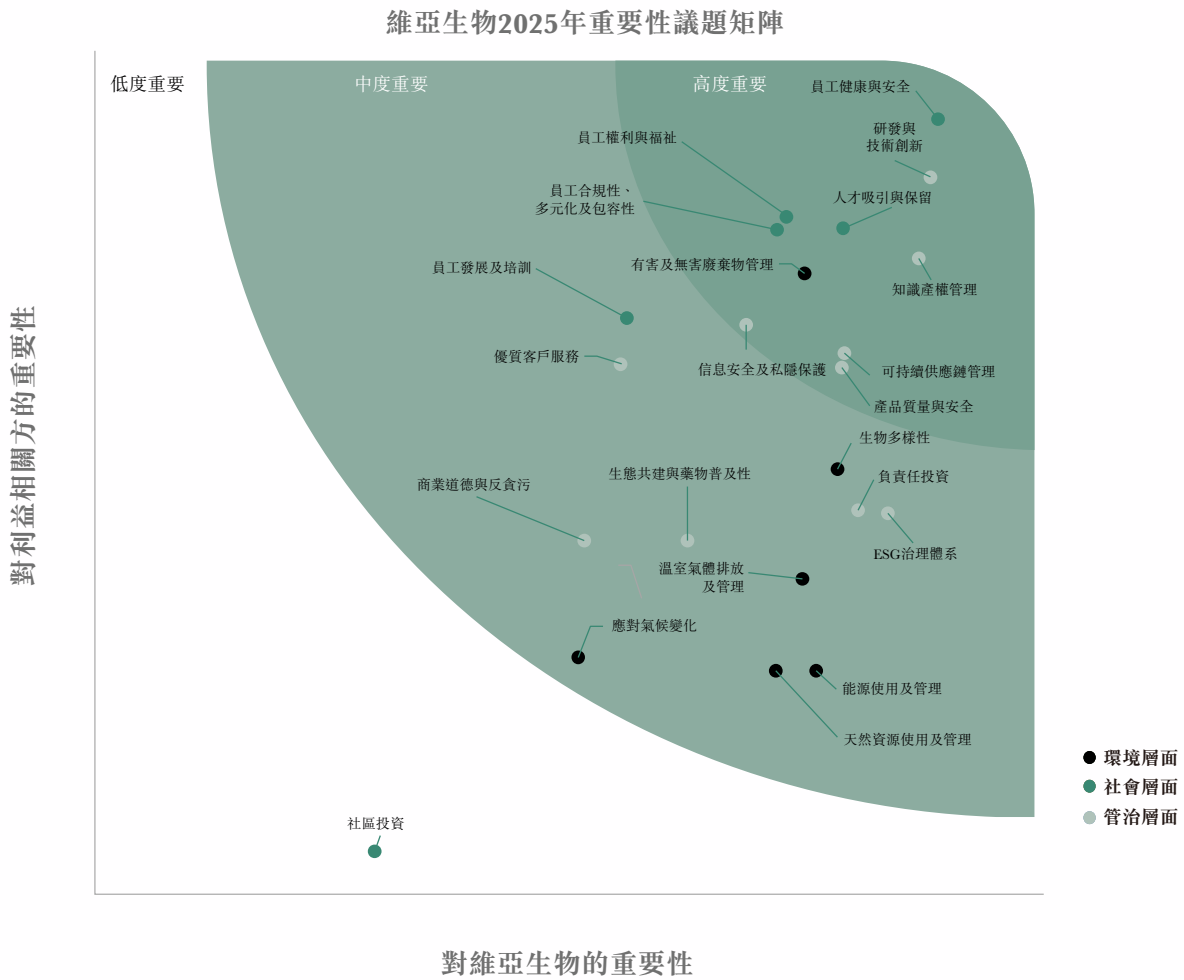 維亞生物2025年重要性議題矩陣
低度重要
中度重要
高度重要
員工健康與安全
研發與
技術創新
員工權利與福祉
人才吸引與保留
員工合規性、
多元化及包容性
有害及無害廢棄物管理
員工發展及培訓
知識產權管理
優質客戶服務
信息安全及私隱保護
可持續供應鏈管理
產品質量與安全
生物多樣性
生態共建與藥物普及性
負責任投資
商業道德與反貪污
ESG治理體系
溫室氣體排放
及管理
應對氣候變化
能源使用及管理
天然資源使用及管理
社區投資
環境層面
社會層面
管治層面
對利益相關方的重要性
對維亞生物的重要性